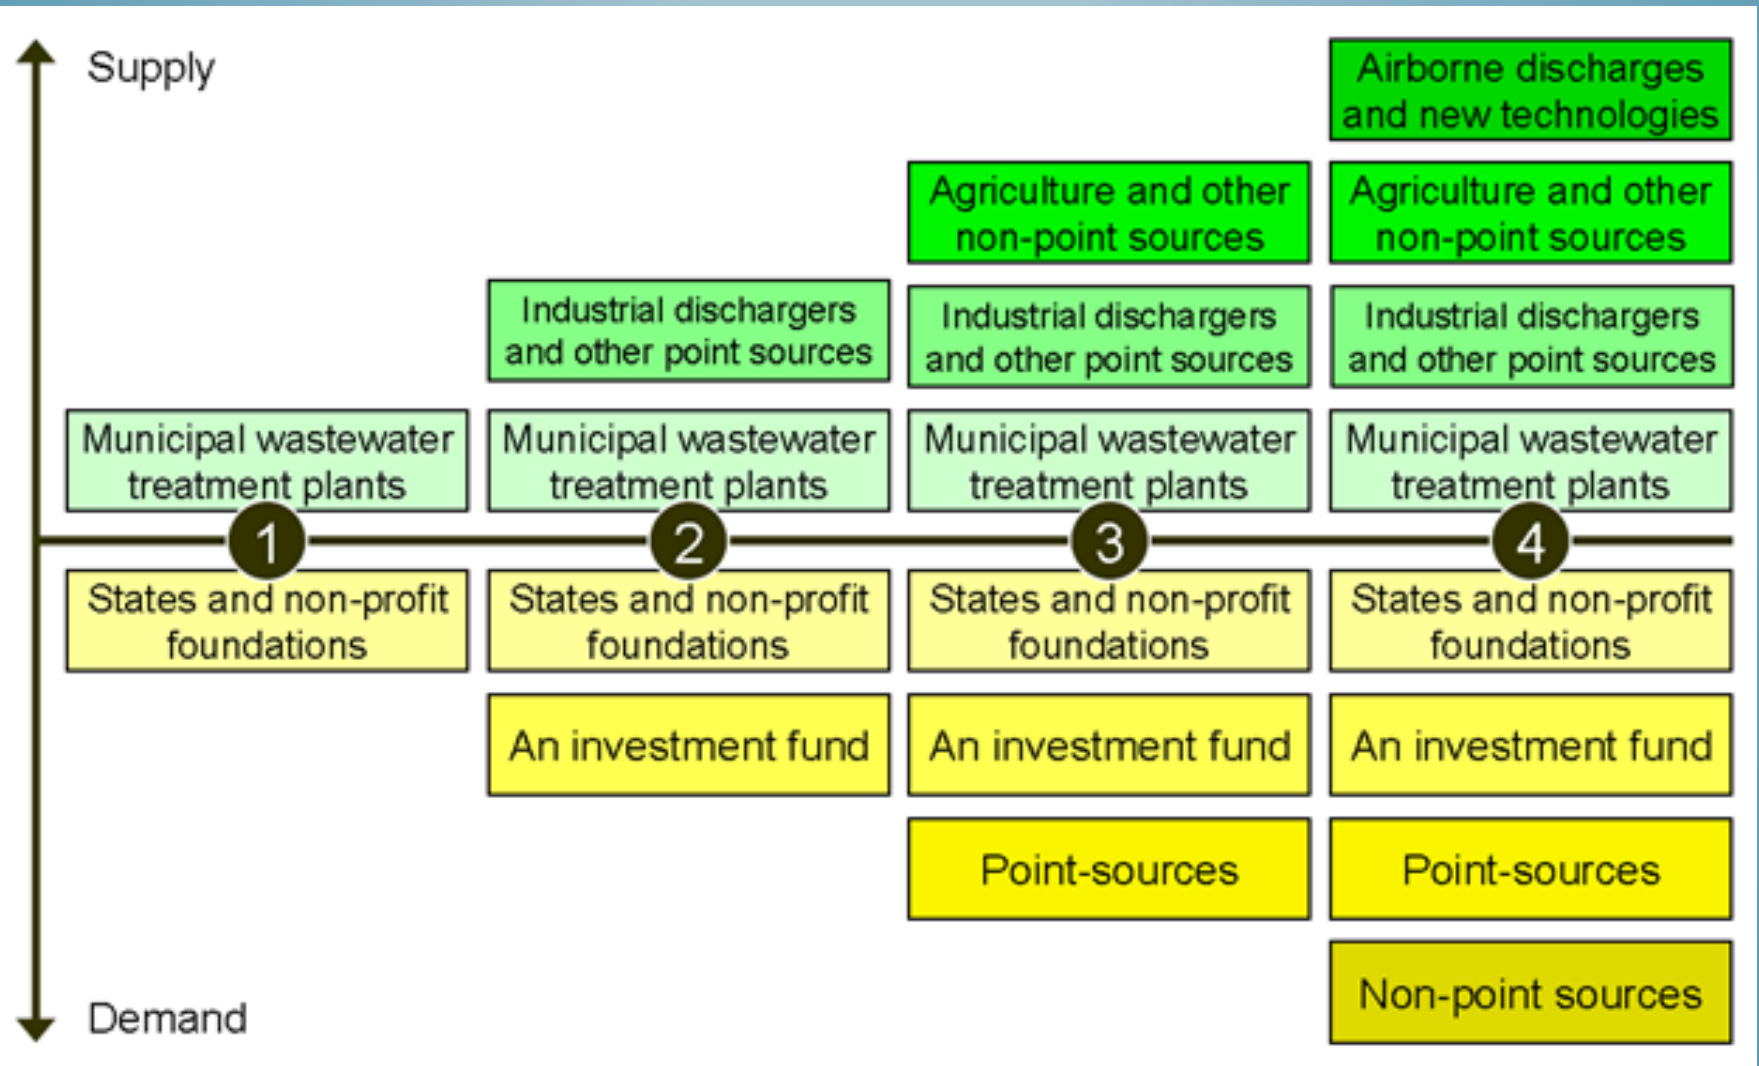 Supply
Airborne discharges
and new technologies
Agriculture and other
non-point sources
Agriculture and other
non-point sources
Industrial dischargers
and other point sources
Industrial dischargers
and other point sources
Industrial dischargers
and other point sources
Municipal wastewater
treatment plants
Municipal wastewater
treatment plants
Municipal wastewater
treatment plants
Municipal wastewater
treatment plants
1
2
3
4
States and non-profit
foundations
States and non-profit
foundations
States and non-profit
foundations
States and non-profit
foundations
An investment fund
An investment fund
An investment fund
Point-sources
Point-sources
Non-point sources
Demand